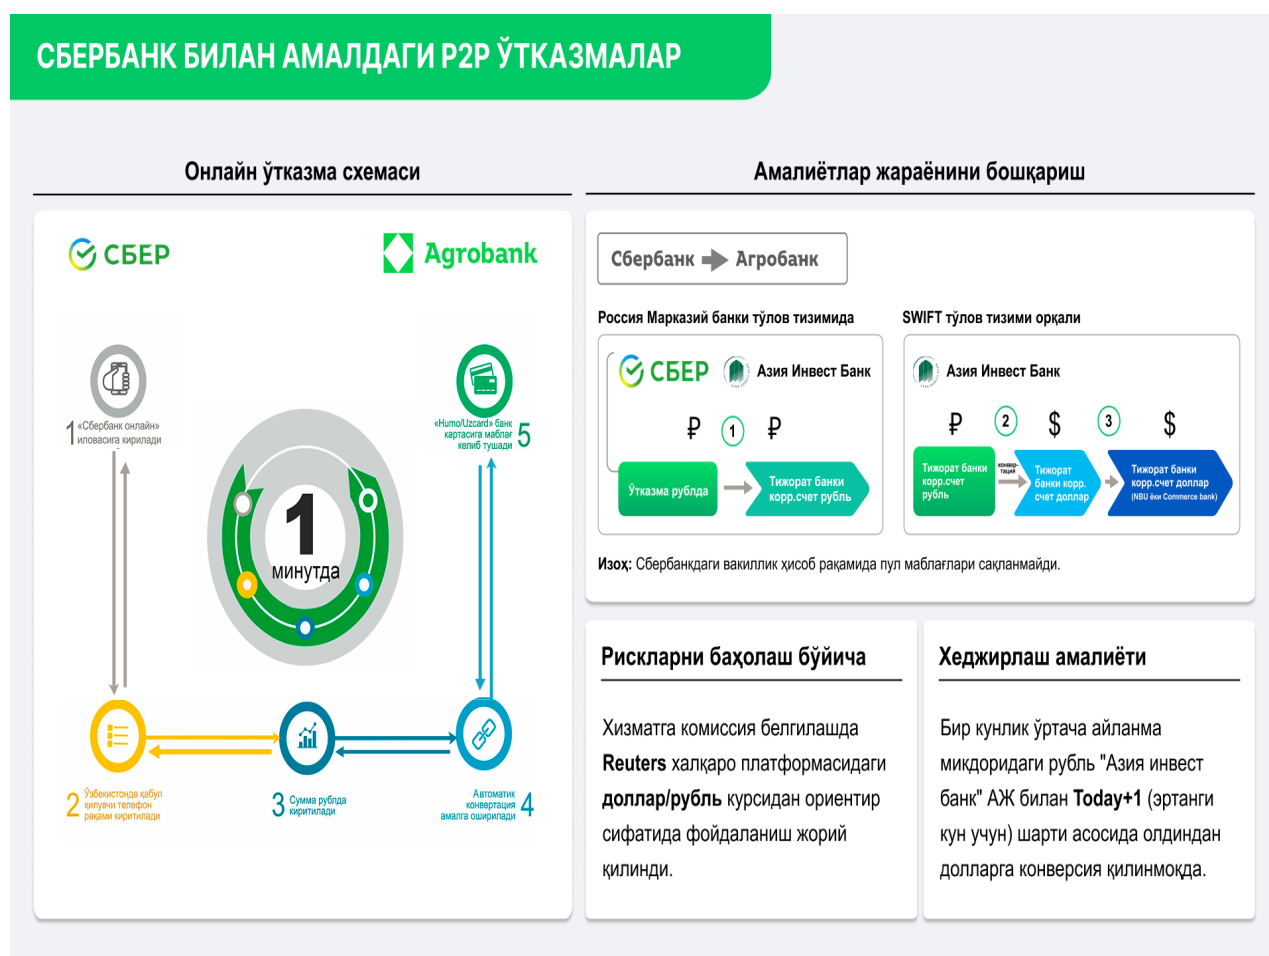 СБЕРБАНК БИЛАН АМАЛДАГИ P2P ЎТКАЗМАЛАР
Онлайн ўтказма схемаси
СБЕР
Agrobank
1 «Сбербанк онлайн»
иловасига кирилади
«Humo/Uzcard» банк
картасига маблағ
келиб тушади 5
1
минутда
2 Ўзбекистонда қабул
қилувчи телефон
рақами киритилади
3 Сумма рублда
киритилади
Автоматик
конвертация
амалга оширилади 4
Амалиётлар жараёнини бошқариш
Сбербанк Агробанк
Россия Марказий банки тўлов тизимида
СБЕР Азия Инвест Банк
₽ 1 ₽
Ўтказма рублда
Тижорат банки
корр.счет рубль
SWIFT тўлов тизими орқали
Азия Инвест Банк
₽ 2 $ 3 $
Тижорат банки
корр.счет
рубль
конвер-
тация
Тижорат
банки корр.
счет доллар
Тижорат банки
корр.счет доллар
(NBU ёки Commerce bank)
Изоҳ: Сбербанкдаги вакиллик ҳисоб рақамида пул маблағлари сақланмайди.
Рискларни баҳолаш бўйича
Хизматга комиссия белгилашда
Reuters халқаро платформасидаги
доллар/рубль курсидан ориентир
сифатида фойдаланиш жорий
қилинди.
Хеджирлаш амалиёти
Бир кунлик ўртача айланма
микдоридаги рубль "Азия инвест
банк" АЖ билан Today+1 (эртанги
кун учун) шарти асосида олдиндан
долларга конверсия қилинмоқда.